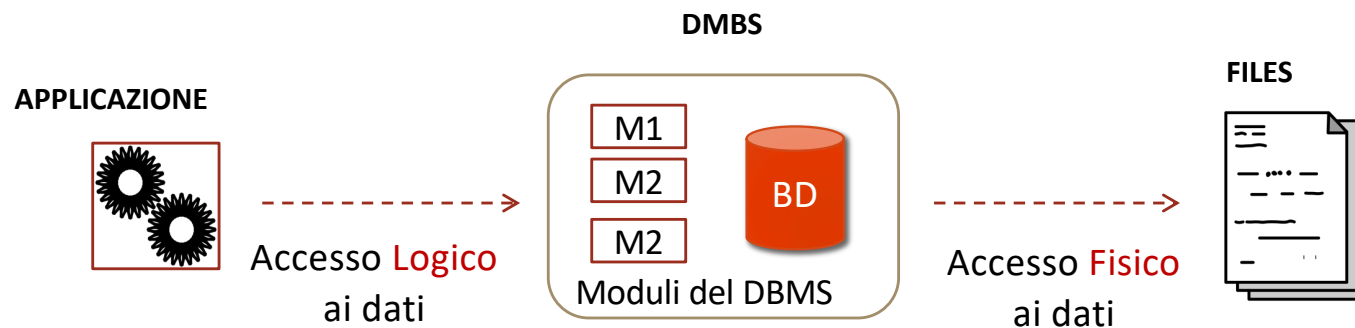 DMBS
APPLICAZIONE
FILES
M1
M2
M2
BD
Moduli del DBMS
Accesso Logico
ai dati
Accesso Fisico
ai dati